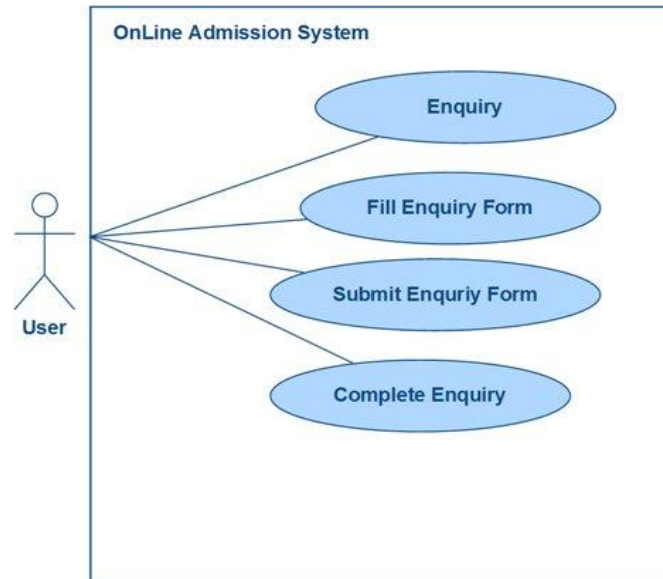 OnLine Admission System
Enquiry
Fill Enquiry Form
Submit Enquriy Form
Complete Enquiry
User